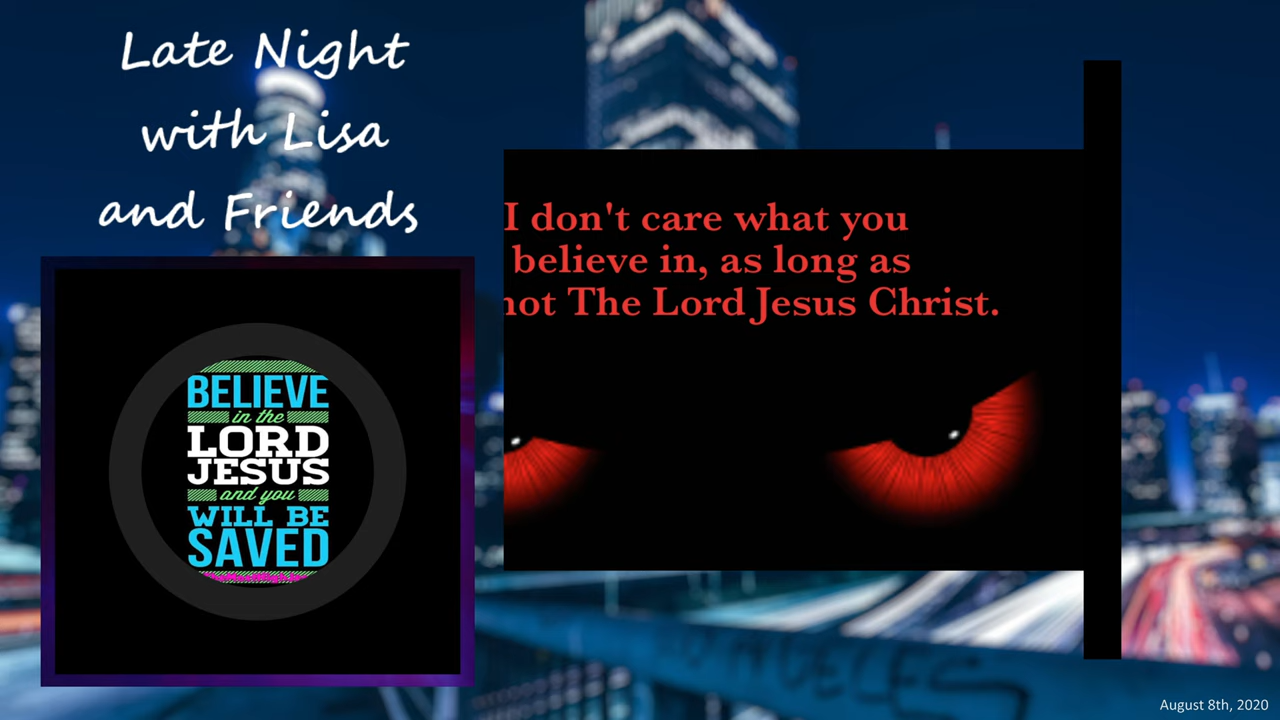 Late Night
with Lisa
and Friends
I don't care what you
believe in, as long as
not The Lord Jesus Christ.
BELIEVE
in the
LORD
JESUS
and you
WILL BE
SAVED
August 8th, 2020